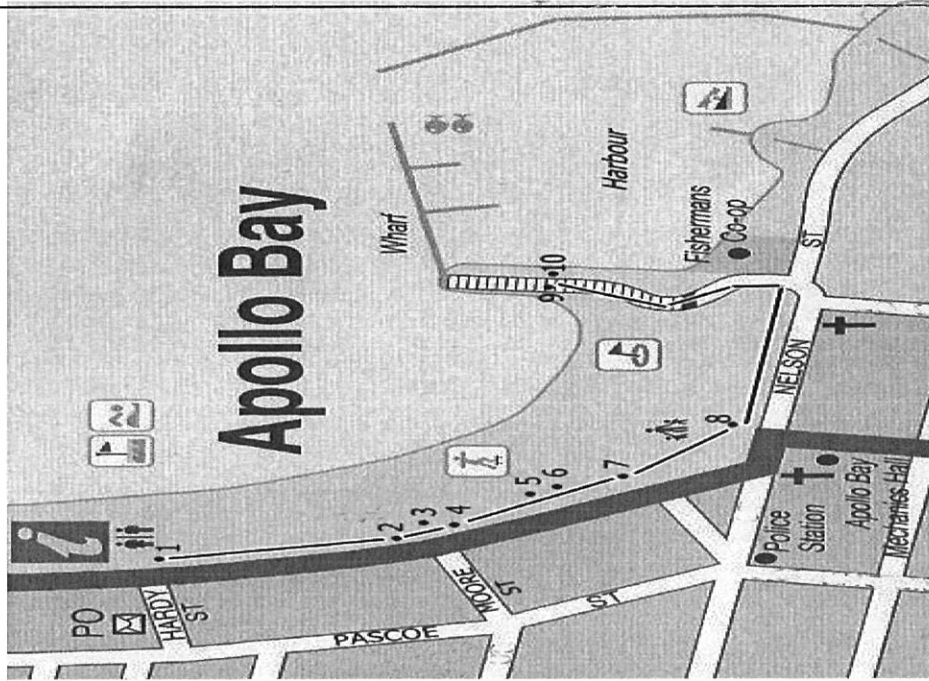 Apollo Bay
Wharf
Harbour
Fishermans
Co-op
i
PO
HARDY
ST
PASCOE
ST
MOORE
ST
NELSON
ST
Police
Station
Apollo Bay
Mechanics Hall
1
2
3
4
5
6
7
8
9
10